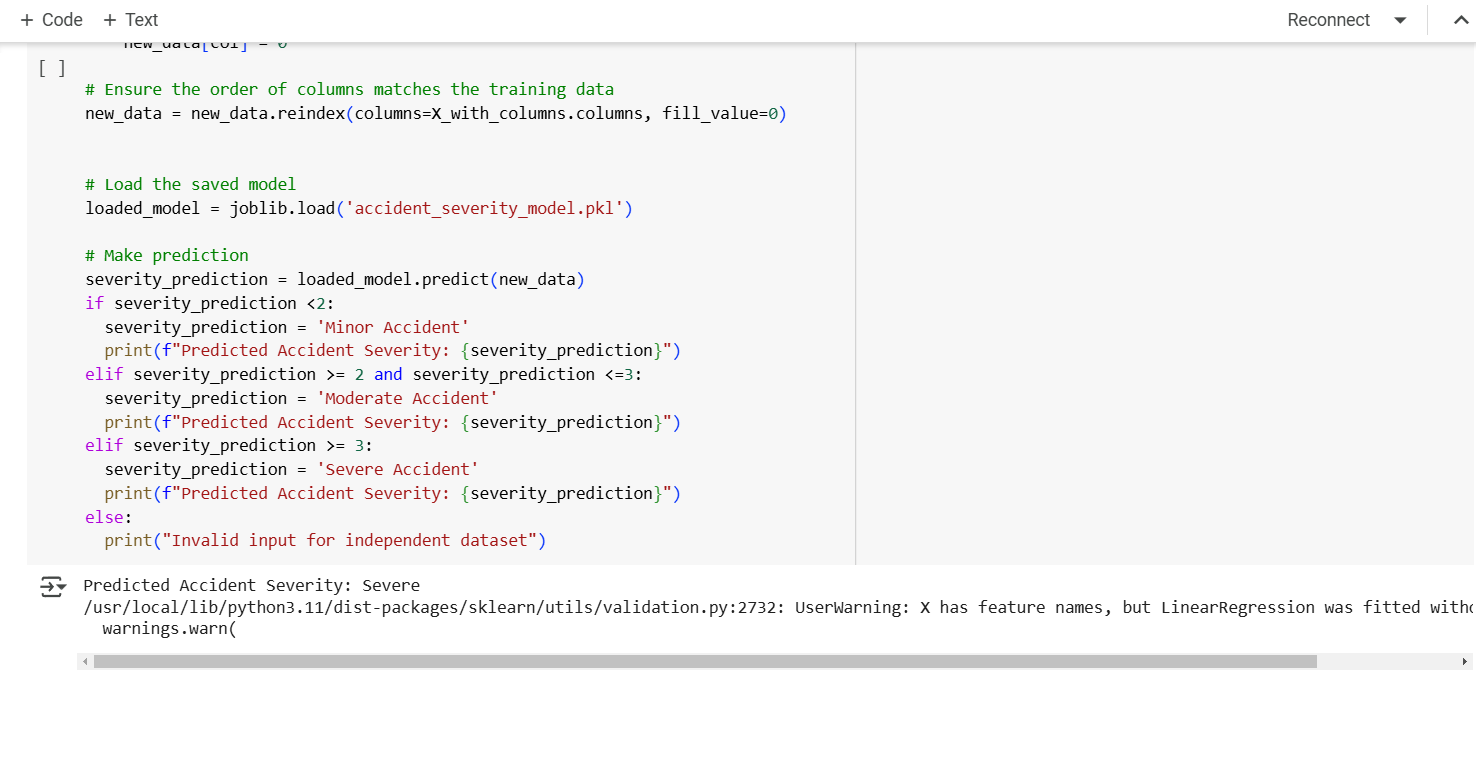 + Code + Text Reconnect
new_data[col] = 0
[ ]
# Ensure the order of columns matches the training data
new_data = new_data.reindex(columns=X_with_columns.columns, fill_value=0)
# Load the saved model
loaded_model = joblib.load('accident_severity_model.pkl')
# Make prediction
severity_prediction = loaded_model.predict(new_data)
if severity_prediction <2:
  severity_prediction = 'Minor Accident'
  print(f"Predicted Accident Severity: {severity_prediction}")
elif severity_prediction >= 2 and severity_prediction <=3:
  severity_prediction = 'Moderate Accident'
  print(f"Predicted Accident Severity: {severity_prediction}")
elif severity_prediction >= 3:
  severity_prediction = 'Severe Accident'
  print(f"Predicted Accident Severity: {severity_prediction}")
else:
  print("Invalid input for independent dataset")
Predicted Accident Severity: Severe
/usr/local/lib/python3.11/dist-packages/sklearn/utils/validation.py:2732: UserWarning: X has feature names, but LinearRegression was fitted witho
  warnings.warn(